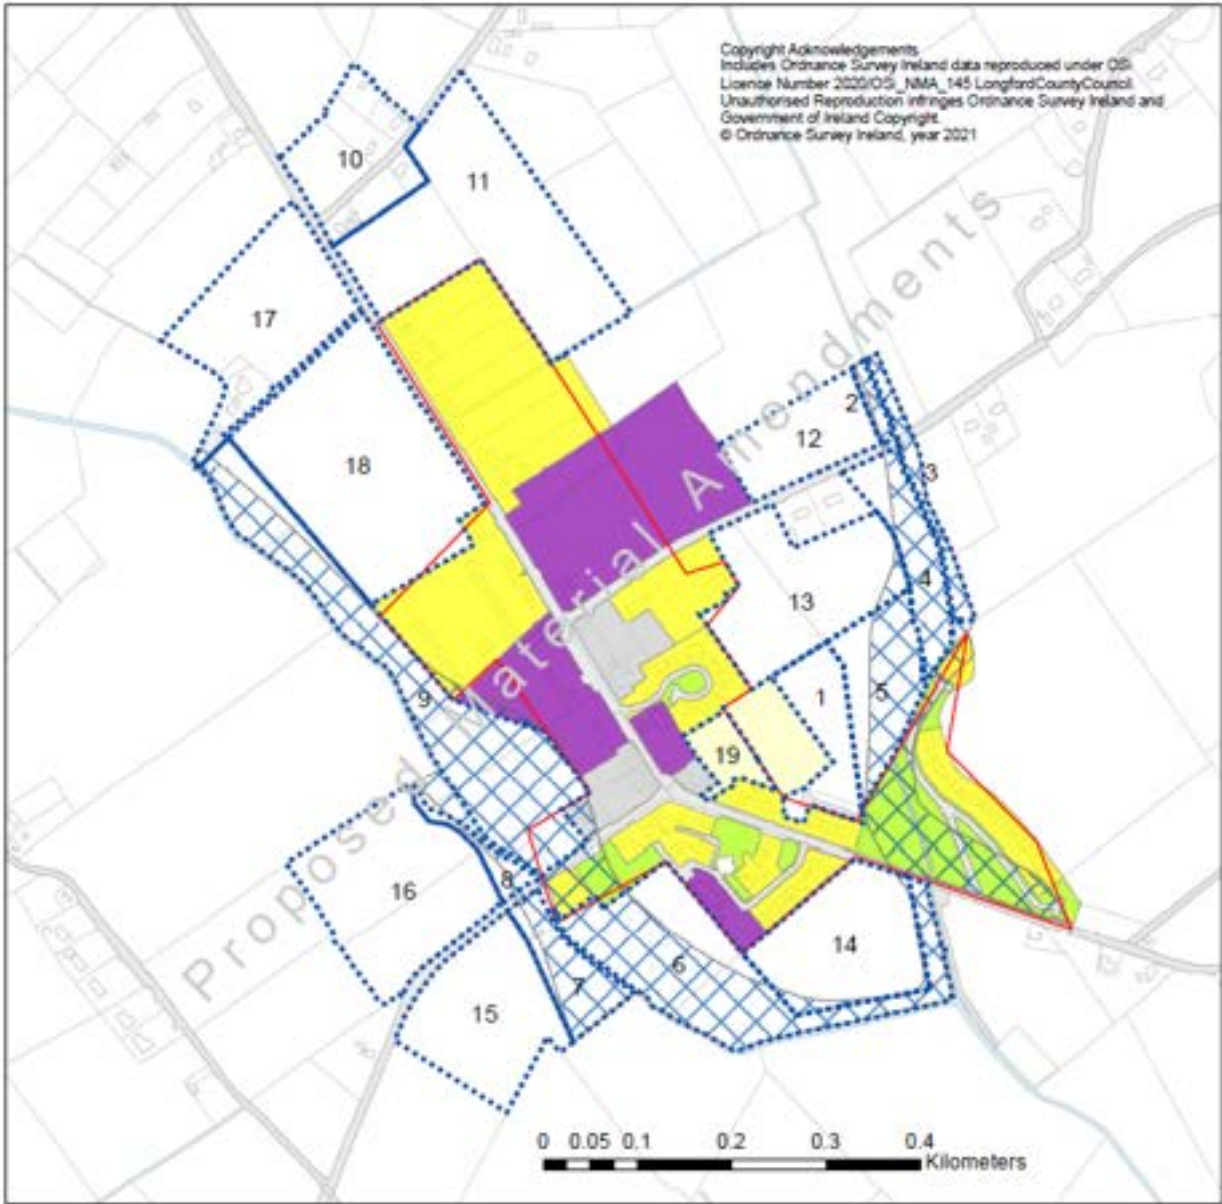 Copyright Acknowledgements
Includes Ordnance Survey Ireland data reproduced under OSi
Licence Number 2020/OSi_NMA_145 LongfordCountyCouncil.
Unauthorised Reproduction infringes Ordnance Survey Ireland and
Government of Ireland Copyright.
© Ordnance Survey Ireland, year 2021
10
11
17
18
2
12
3
4
13
5
1
9
19
16
8
6
14
7
15
Proposed Material Amendments
0 0.05 0.1 0.2 0.3 0.4
Kilometers